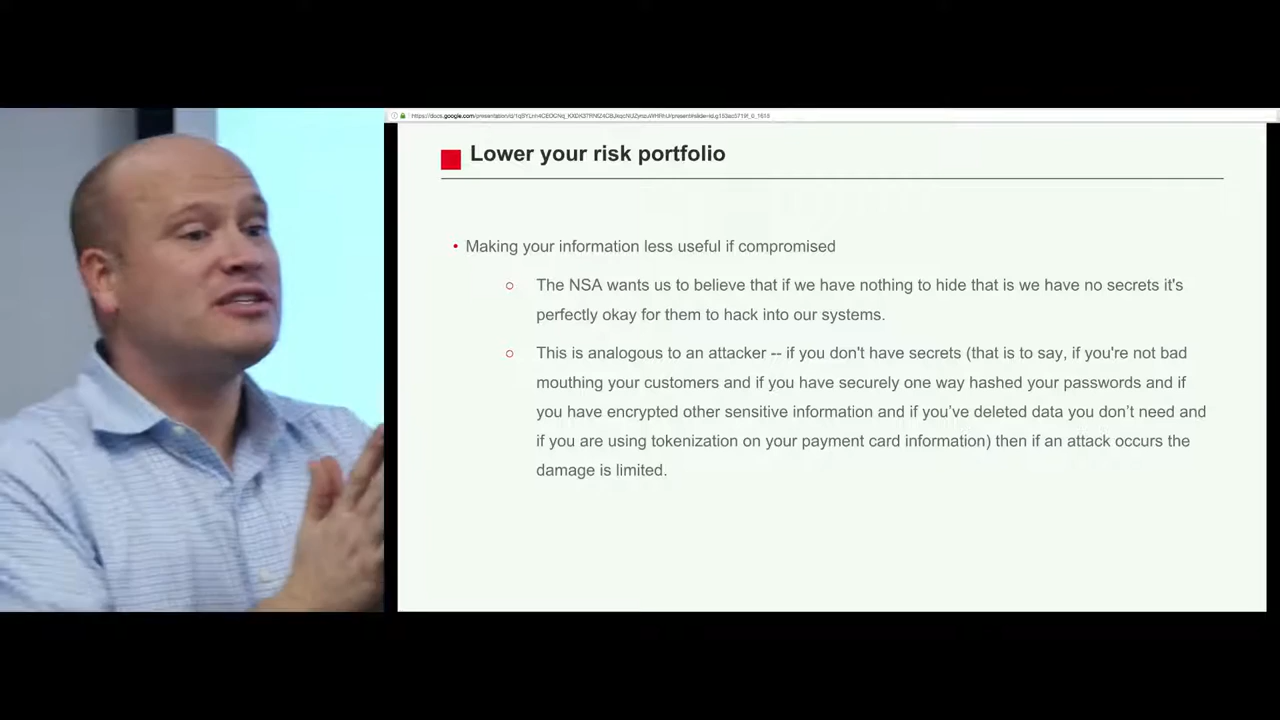 Lower your risk portfolio
• Making your information less useful if compromised
○ The NSA wants us to believe that if we have nothing to hide that is we have no secrets it's
perfectly okay for them to hack into our systems.
○ This is analogous to an attacker -- if you don't have secrets (that is to say, if you're not bad
mouthing your customers and if you have securely one way hashed your passwords and if
you have encrypted other sensitive information and if you've deleted data you don't need and
if you are using tokenization on your payment card information) then if an attack occurs the
damage is limited.